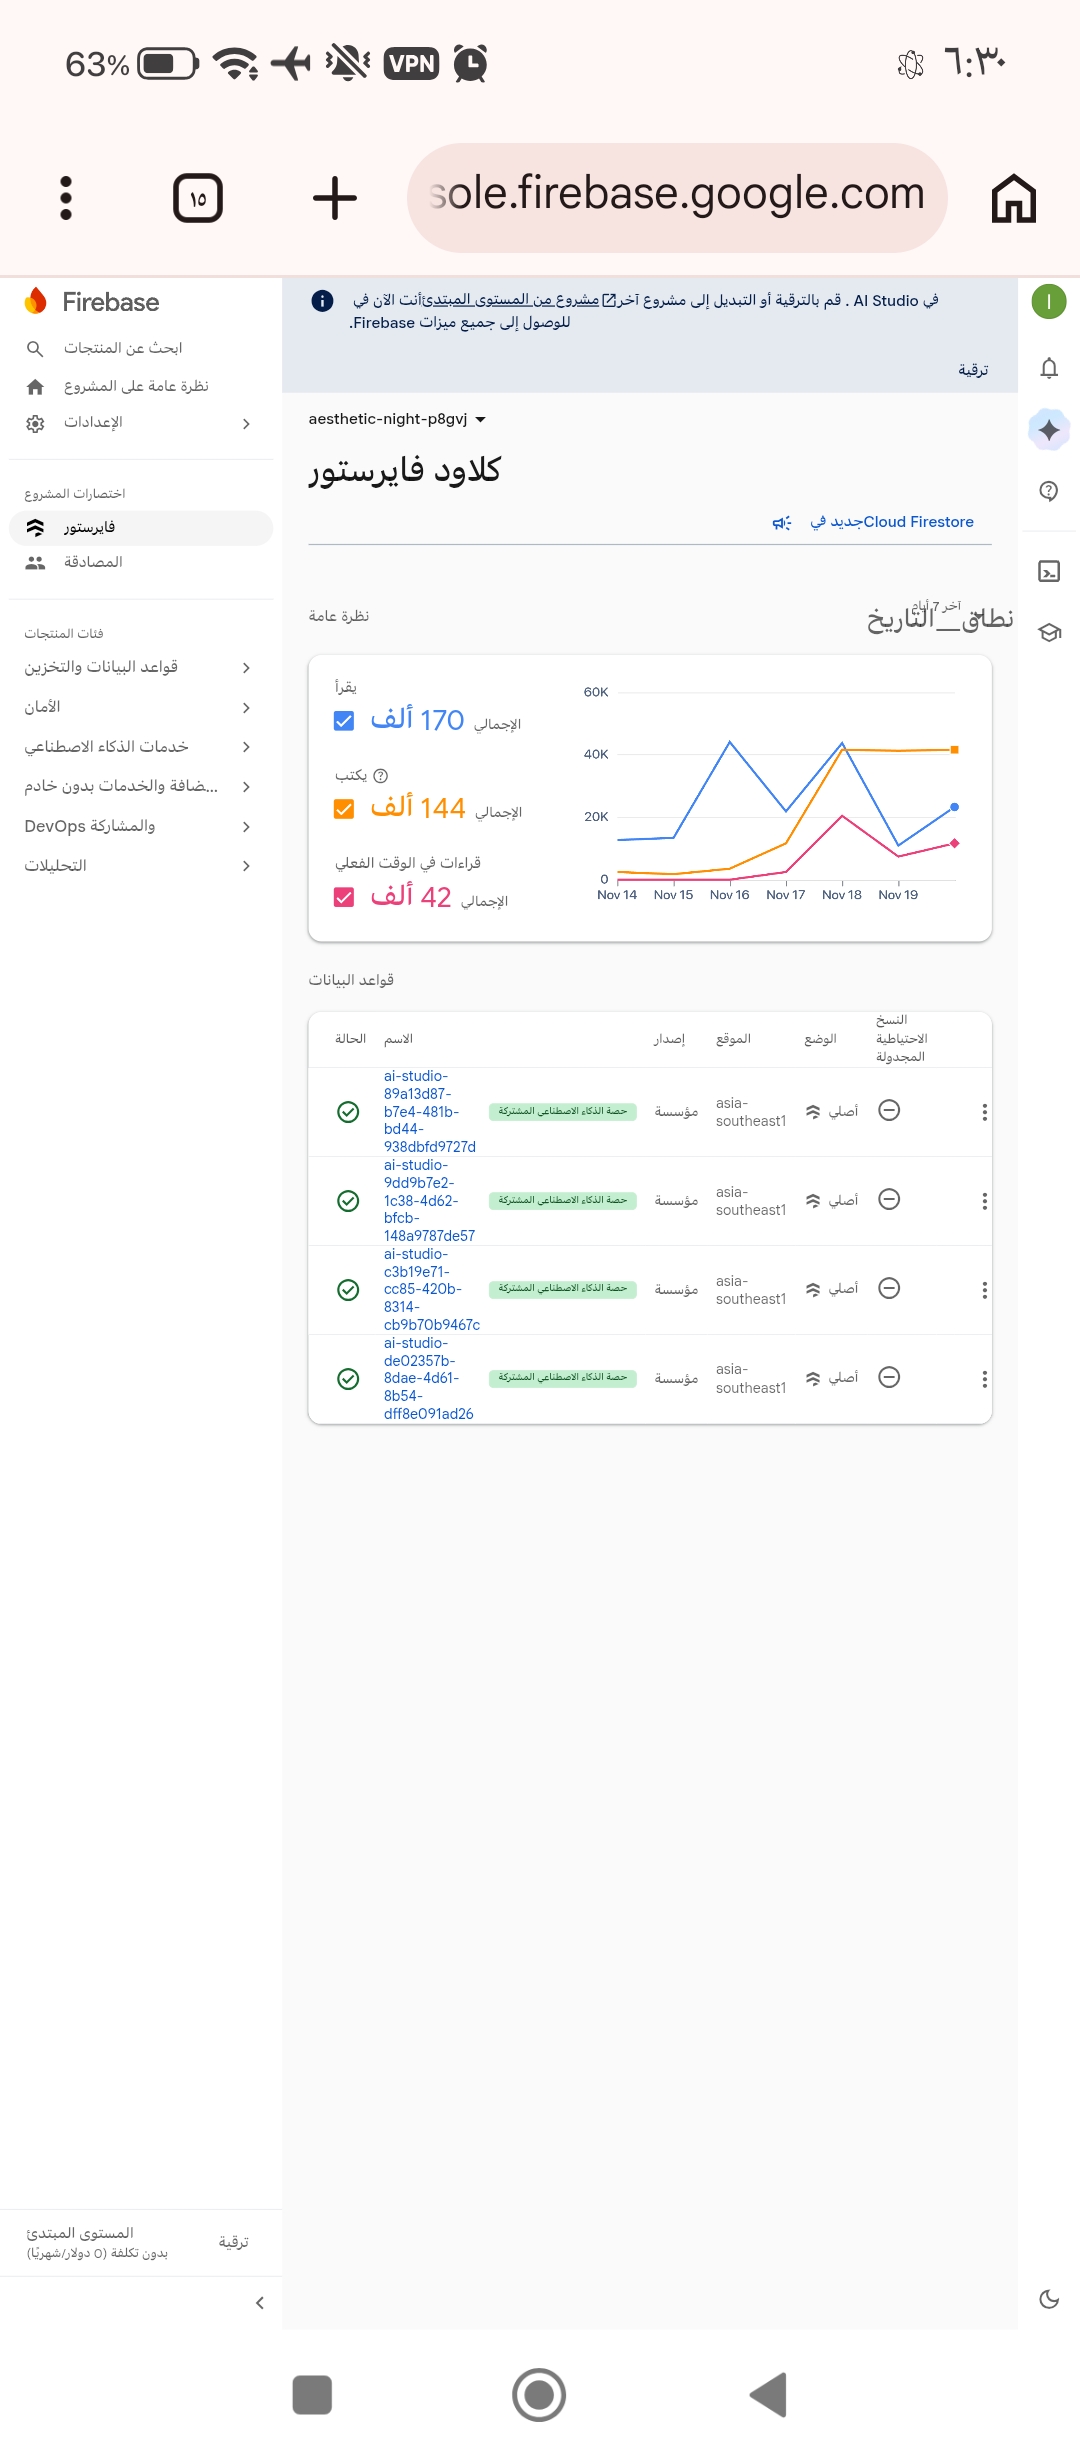 63%
VPN
٦:٣٠
١٥
sole.firebase.google.com
Firebase
ابحث عن المنتجات
نظرة عامة على المشروع
الإعدادات
اختصارات المشروع
فايرستور
المصادقة
فئات المنتجات
قواعد البيانات والتخزين
الأمان
خدمات الذكاء الاصطناعي
...ضافة والخدمات بدون خادم
DevOps والمشاركة
التحليلات
المستوى المبتدئ
بدون تكلفة (0 دولار/شهريًا)
ترقية
أنت الآن في مشروع من المستوى المبتدئ في AI Studio . قم بالترقية أو التبديل إلى مشروع آخر
للوصول إلى جميع ميزات Firebase.
ترقية
aesthetic-night-p8gvj
كلاود فايرستور
جديد في Cloud Firestore
نظرة عامة
آخر 7 أيام
نطاق__التاريخ
يقرأ
170 ألف الإجمالي
يكتب
144 ألف الإجمالي
قراءات في الوقت الفعلي
42 ألف الإجمالي
60K
40K
20K
0
Nov 14 Nov 15 Nov 16 Nov 17 Nov 18 Nov 19
قواعد البيانات
الحالة الاسم إصدار الموقع الوضع
النسخ
الاحتياطية
المجدولة
ai-studio-
89a13d87-
b7e4-481b-
bd44-
938dbfd9727d
حصة الذكاء الاصطناعي المشتركة
مؤسسة
asia-
southeast1
أصلي
ai-studio-
9dd9b7e2-
1c38-4d62-
bfcb-
148a9787de57
حصة الذكاء الاصطناعي المشتركة
مؤسسة
asia-
southeast1
أصلي
ai-studio-
c3b19e71-
cc85-420b-
8314-
cb9b70b9467c
حصة الذكاء الاصطناعي المشتركة
مؤسسة
asia-
southeast1
أصلي
ai-studio-
de02357b-
8dae-4d61-
8b54-
dff8e091ad26
حصة الذكاء الاصطناعي المشتركة
مؤسسة
asia-
southeast1
أصلي